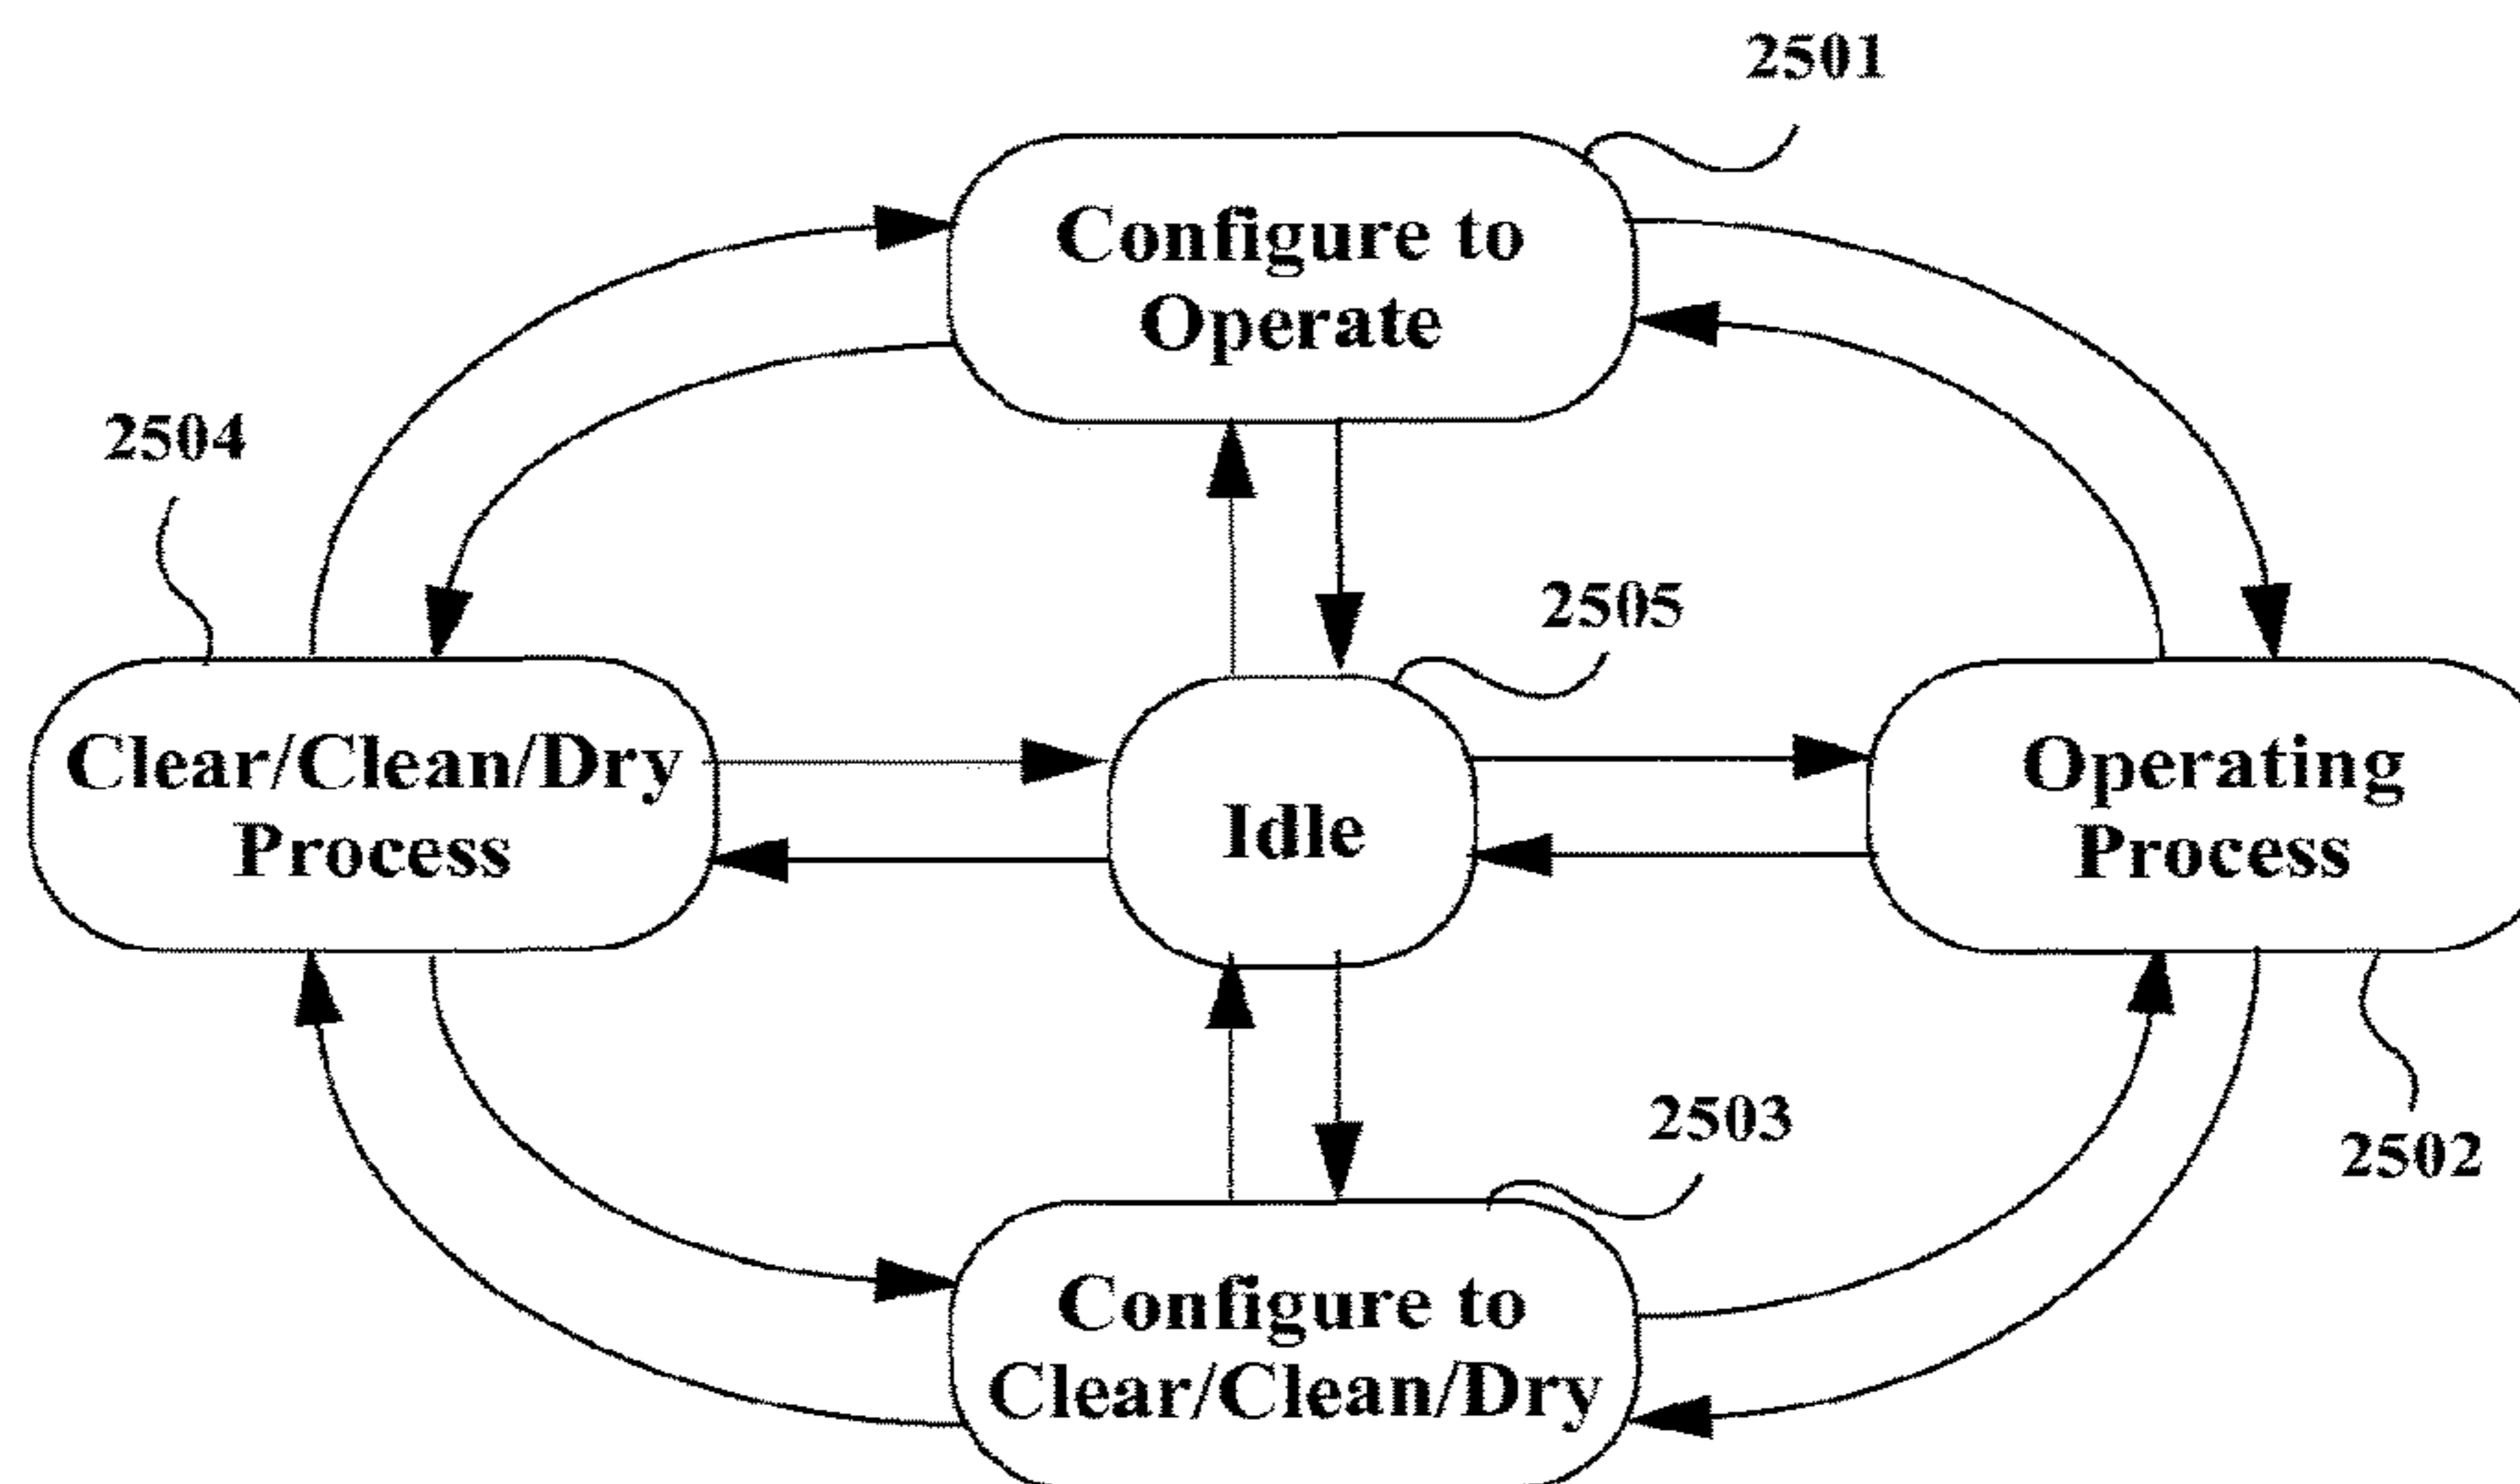 2501
Configure to
Operate
2504
2505
Clear/Clean/Dry
Process
Idle
Operating
Process
2503
2502
Configure to
Clear/Clean/Dry